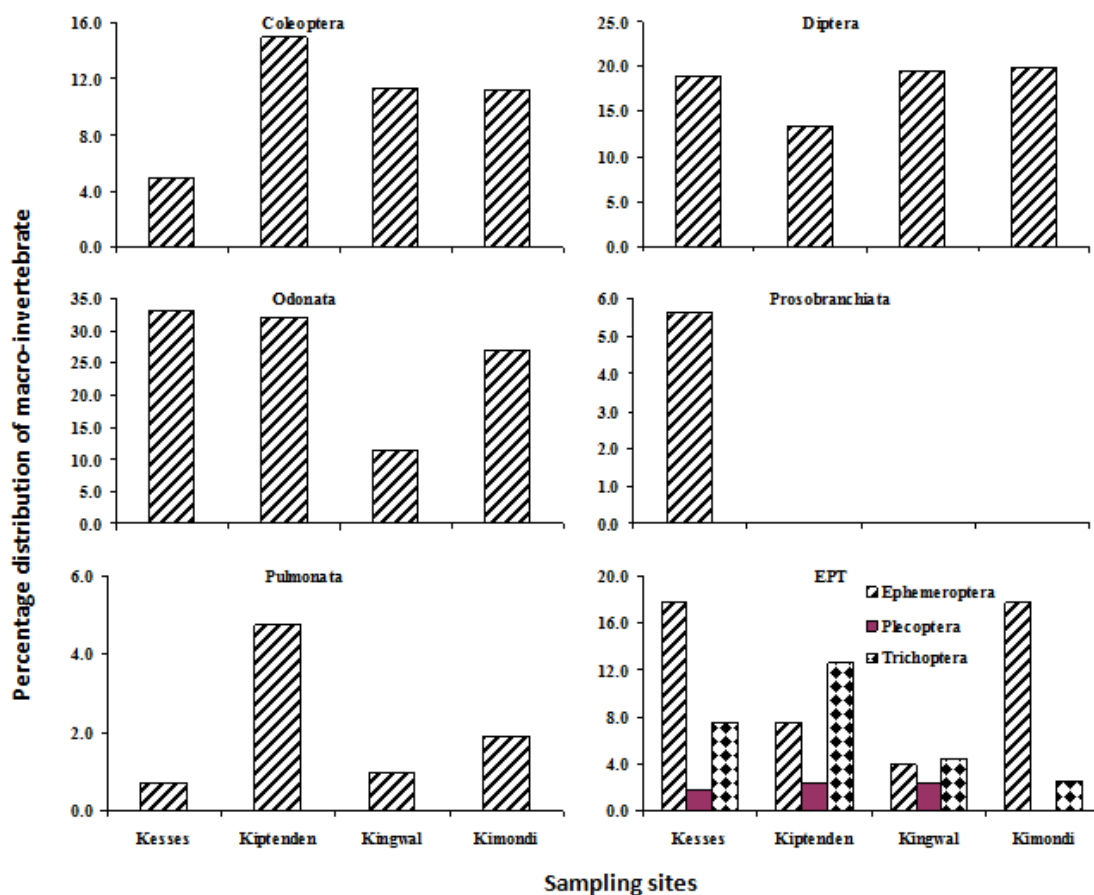 Percentage distribution of macro-invertebrate
Coleoptera
16.0
12.0
8.0
4.0
0.0
Diptera
25.0
20.0
15.0
10.0
5.0
0.0
Odonata
35.0
30.0
25.0
20.0
15.0
10.0
5.0
0.0
Prosobranchiata
6.0
5.0
4.0
3.0
2.0
1.0
0.0
Pulmonata
6.0
4.0
2.0
0.0
Kesses Kiptenden Kingwal Kimondi
EPT
20.0
16.0
12.0
8.0
4.0
0.0
Ephemeroptera
Plecoptera
Trichoptera
Kesses Kiptenden Kingwal Kimondi
Sampling sites